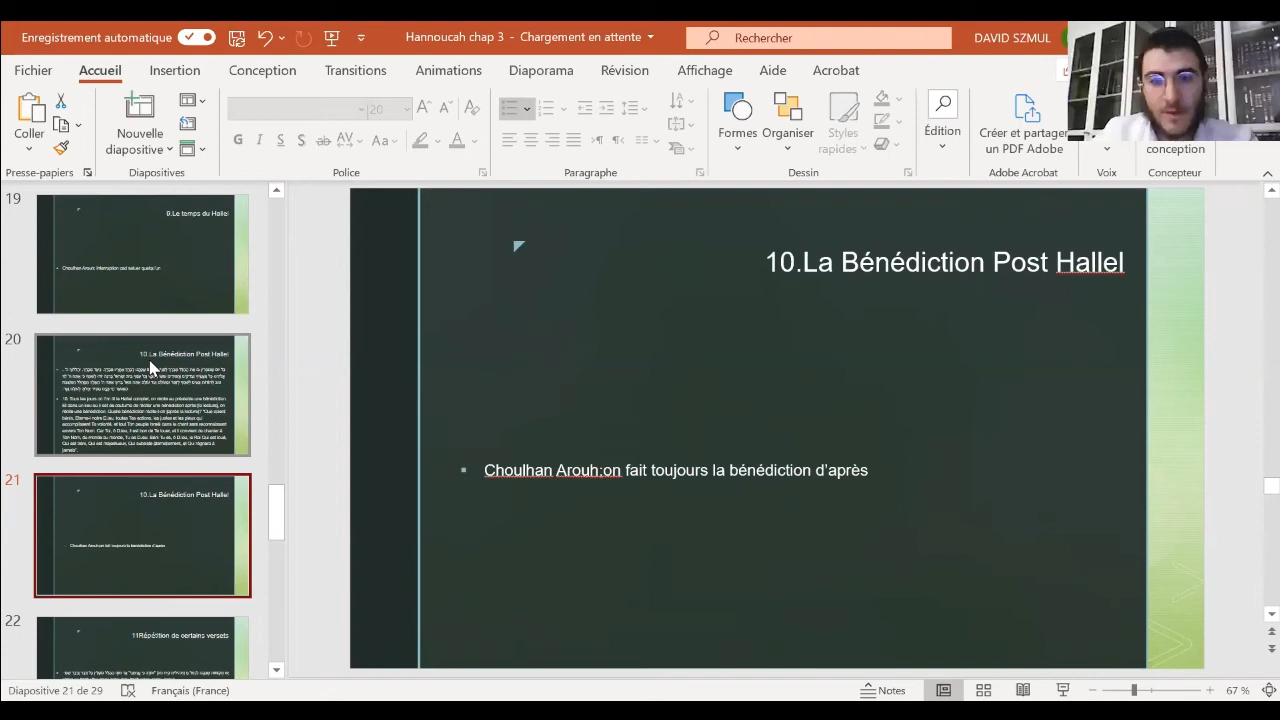 Enregistrement automatique
Hannoucah chap 3 - Chargement en attente
Rechercher
DAVID SZMUL
Fichier Accueil Insertion Conception Transitions Animations Diaporama Révision Affichage Aide Acrobat
Coller
Nouvelle
diapositive
20
G I S S AV Aa A
Formes
Organiser
Styles
rapides
Édition
Créer et partager
un PDF Adobe
conception
Presse-papiers
Diapositives
Police
Paragraphe
Dessin
Adobe Acrobat
Voix
Concepteur
19
9.Le temps du Hallel
20
10.La Bénédiction Post Hallel
21
10.La Bénédiction Post Hallel
Choulhan Arouh:on fait toujours la bénédiction d'après
22
11Répétition de certains versets
10.La Bénédiction Post Hallel
Choulhan Arouh:on fait toujours la bénédiction d'après
Diapositive 21 de 29
Français (France)
Notes
67 %